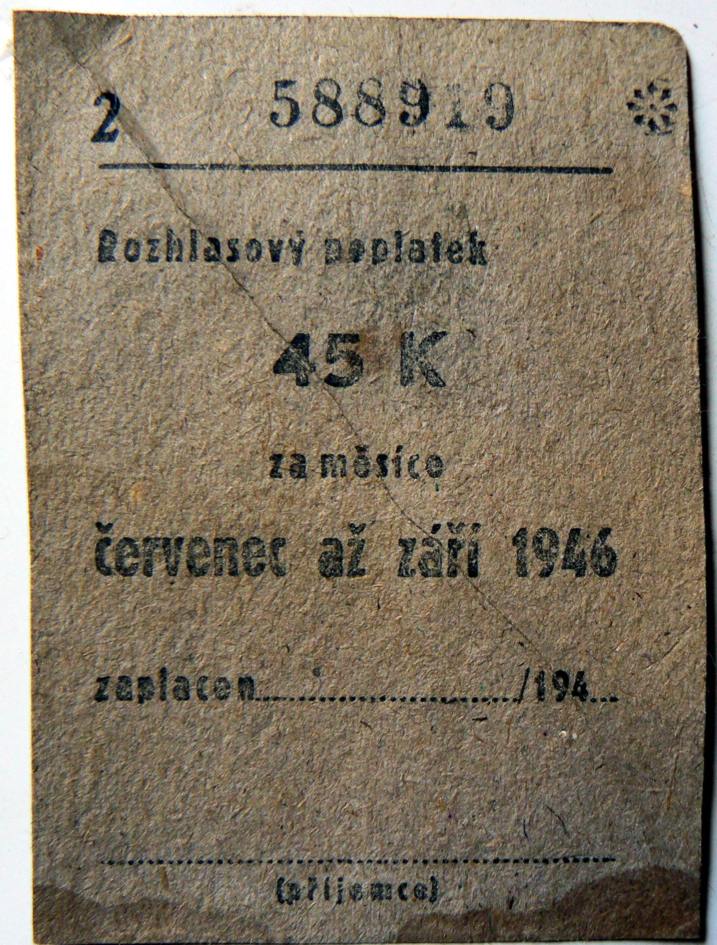 2 588919
Rozhlasový poplatek
45 K
za měsíce
červenec až září 1946
zaplacen..................../194...
(příjemce)